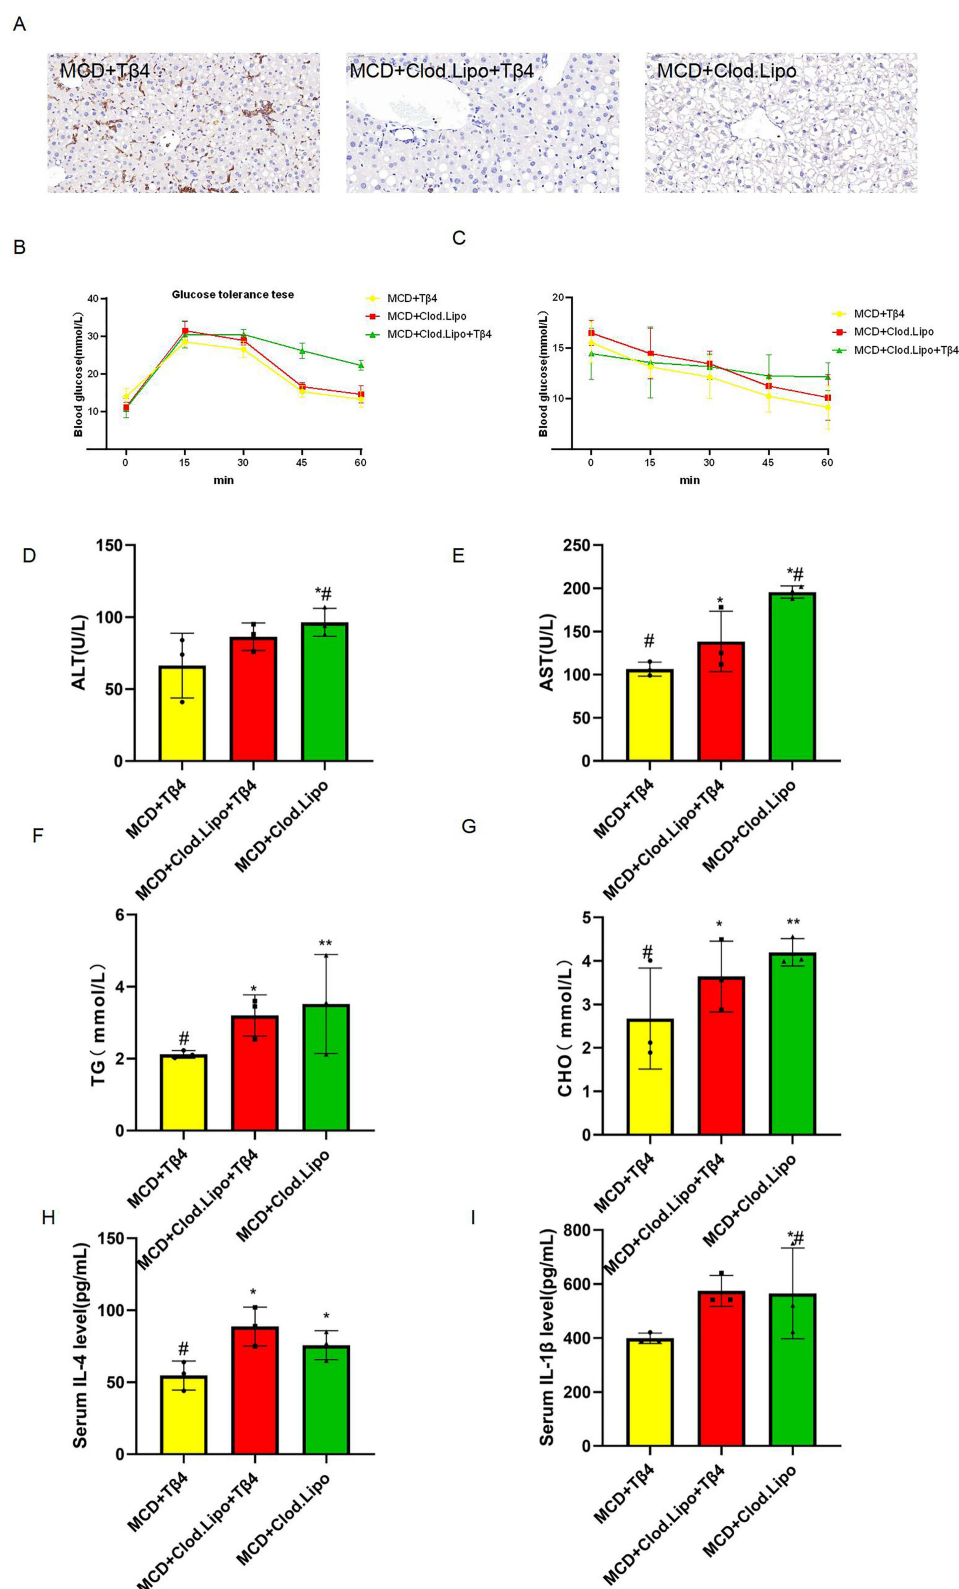 A
MCD+Tβ4
MCD+Clod.Lipo+Tβ4
MCD+Clod.Lipo
B
C
Glucose tolerance tese
Blood glucose(mmol/L)
40
30
20
10
0
15
30
45
60
min
MCD+Tβ4
MCD+Clod.Lipo
MCD+Clod.Lipo+Tβ4
Blood glucose(mmol/L)
20
15
10
0
15
30
45
60
min
MCD+Tβ4
MCD+Clod.Lipo
MCD+Clod.Lipo+Tβ4
D
ALT(U/L)
150
100
50
0
*#
MCD+Tβ4
MCD+Clod.Lipo+Tβ4
MCD+Clod.Lipo
E
AST(U/L)
250
200
150
100
50
0
#
*
*#
MCD+Tβ4
MCD+Clod.Lipo+Tβ4
MCD+Clod.Lipo
F
TG（mmol/L）
6
4
2
0
#
*
**
MCD+Tβ4
MCD+Clod.Lipo+Tβ4
MCD+Clod.Lipo
G
CHO（mmol/L）
5
4
3
2
1
0
#
*
**
MCD+Tβ4
MCD+Clod.Lipo+Tβ4
MCD+Clod.Lipo
H
Serum IL-4 level(pg/mL)
150
100
50
0
#
*
*
MCD+Tβ4
MCD+Clod.Lipo+Tβ4
MCD+Clod.Lipo
I
Serum IL-1β level(pg/mL)
800
600
400
200
0
*#
MCD+Tβ4
MCD+Clod.Lipo+Tβ4
MCD+Clod.Lipo